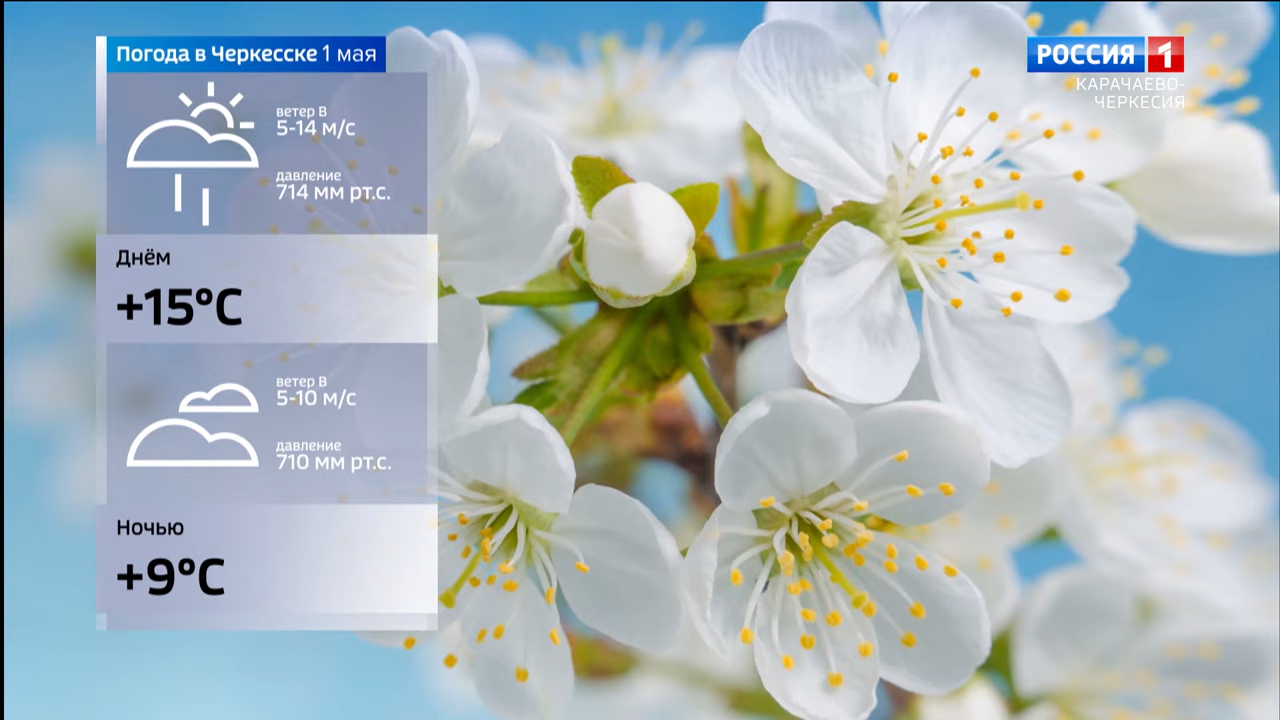 Погода в Черкесске 1 мая
РОССИЯ 1
КАРАЧАЕВО-
ЧЕРКЕСИЯ
ветер В
5-14 м/с
давление
714 мм рт.с.
Днём
+15°C
ветер В
5-10 м/с
давление
710 мм рт.с.
Ночью
+9°C